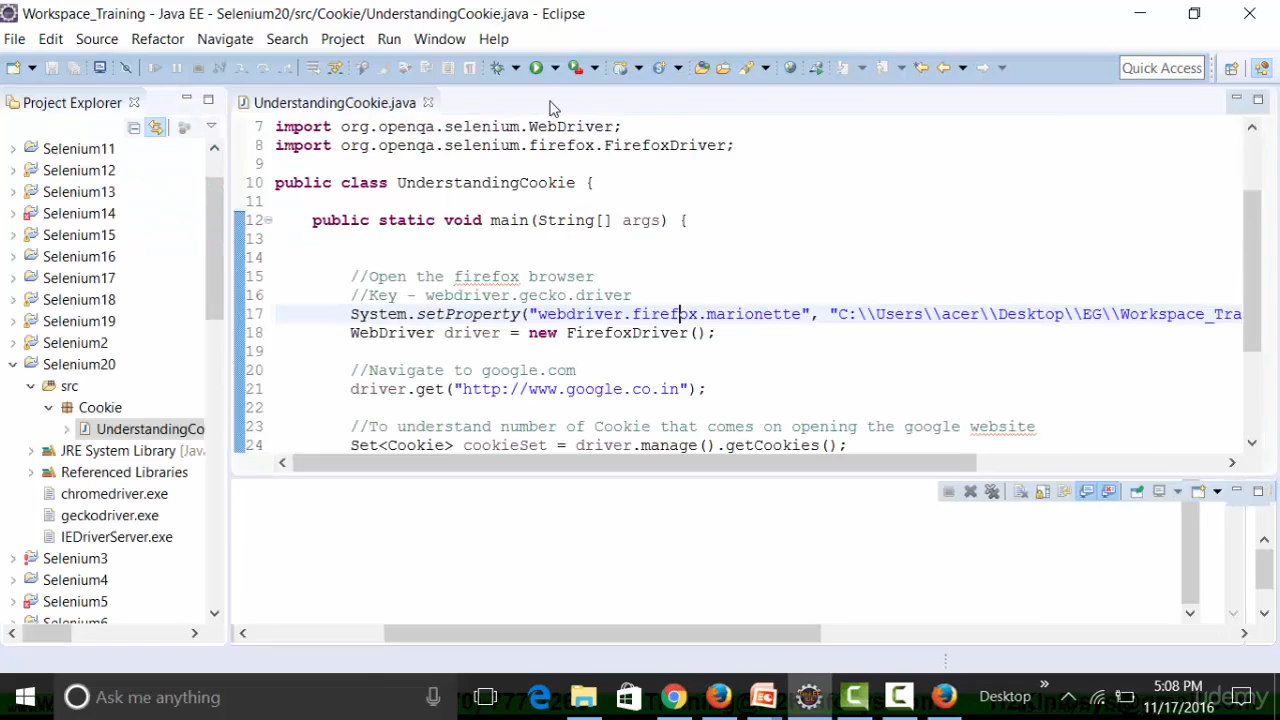 Workspace_Training - Java EE - Selenium20/src/Cookie/UnderstandingCookie.java - Eclipse
File Edit Source Refactor Navigate Search Project Run Window Help
Quick Access
Project Explorer
UnderstandingCookie.java
Selenium11
Selenium12
Selenium13
Selenium14
Selenium15
Selenium16
Selenium17
Selenium18
Selenium19
Selenium2
Selenium20
src
Cookie
UnderstandingCo
JRE System Library [Jav
Referenced Libraries
chromedriver.exe
geckodriver.exe
IEDriverServer.exe
Selenium3
Selenium4
Selenium5
Selenium6
7 import org.openqa.selenium.WebDriver;
8 import org.openqa.selenium.firefox.FirefoxDriver;
9
10 public class UnderstandingCookie {
11
12 public static void main(String[] args) {
13
14
15 //Open the firefox browser
16 //Key - webdriver.gecko.driver
17 System.setProperty("webdriver.firefox.marionette", "C:\\Users\\acer\\Desktop\\EG\\Workspace_Tra
18 WebDriver driver = new FirefoxDriver();
19
20 //Navigate to google.com
21 driver.get("http://www.google.co.in");
22
23 //To understand number of Cookie that comes on opening the google website
24 Set<Cookie> cookieSet = driver.manage().getCookies();
Ask me anything
Desktop
5:08 PM
11/17/2016
udemy